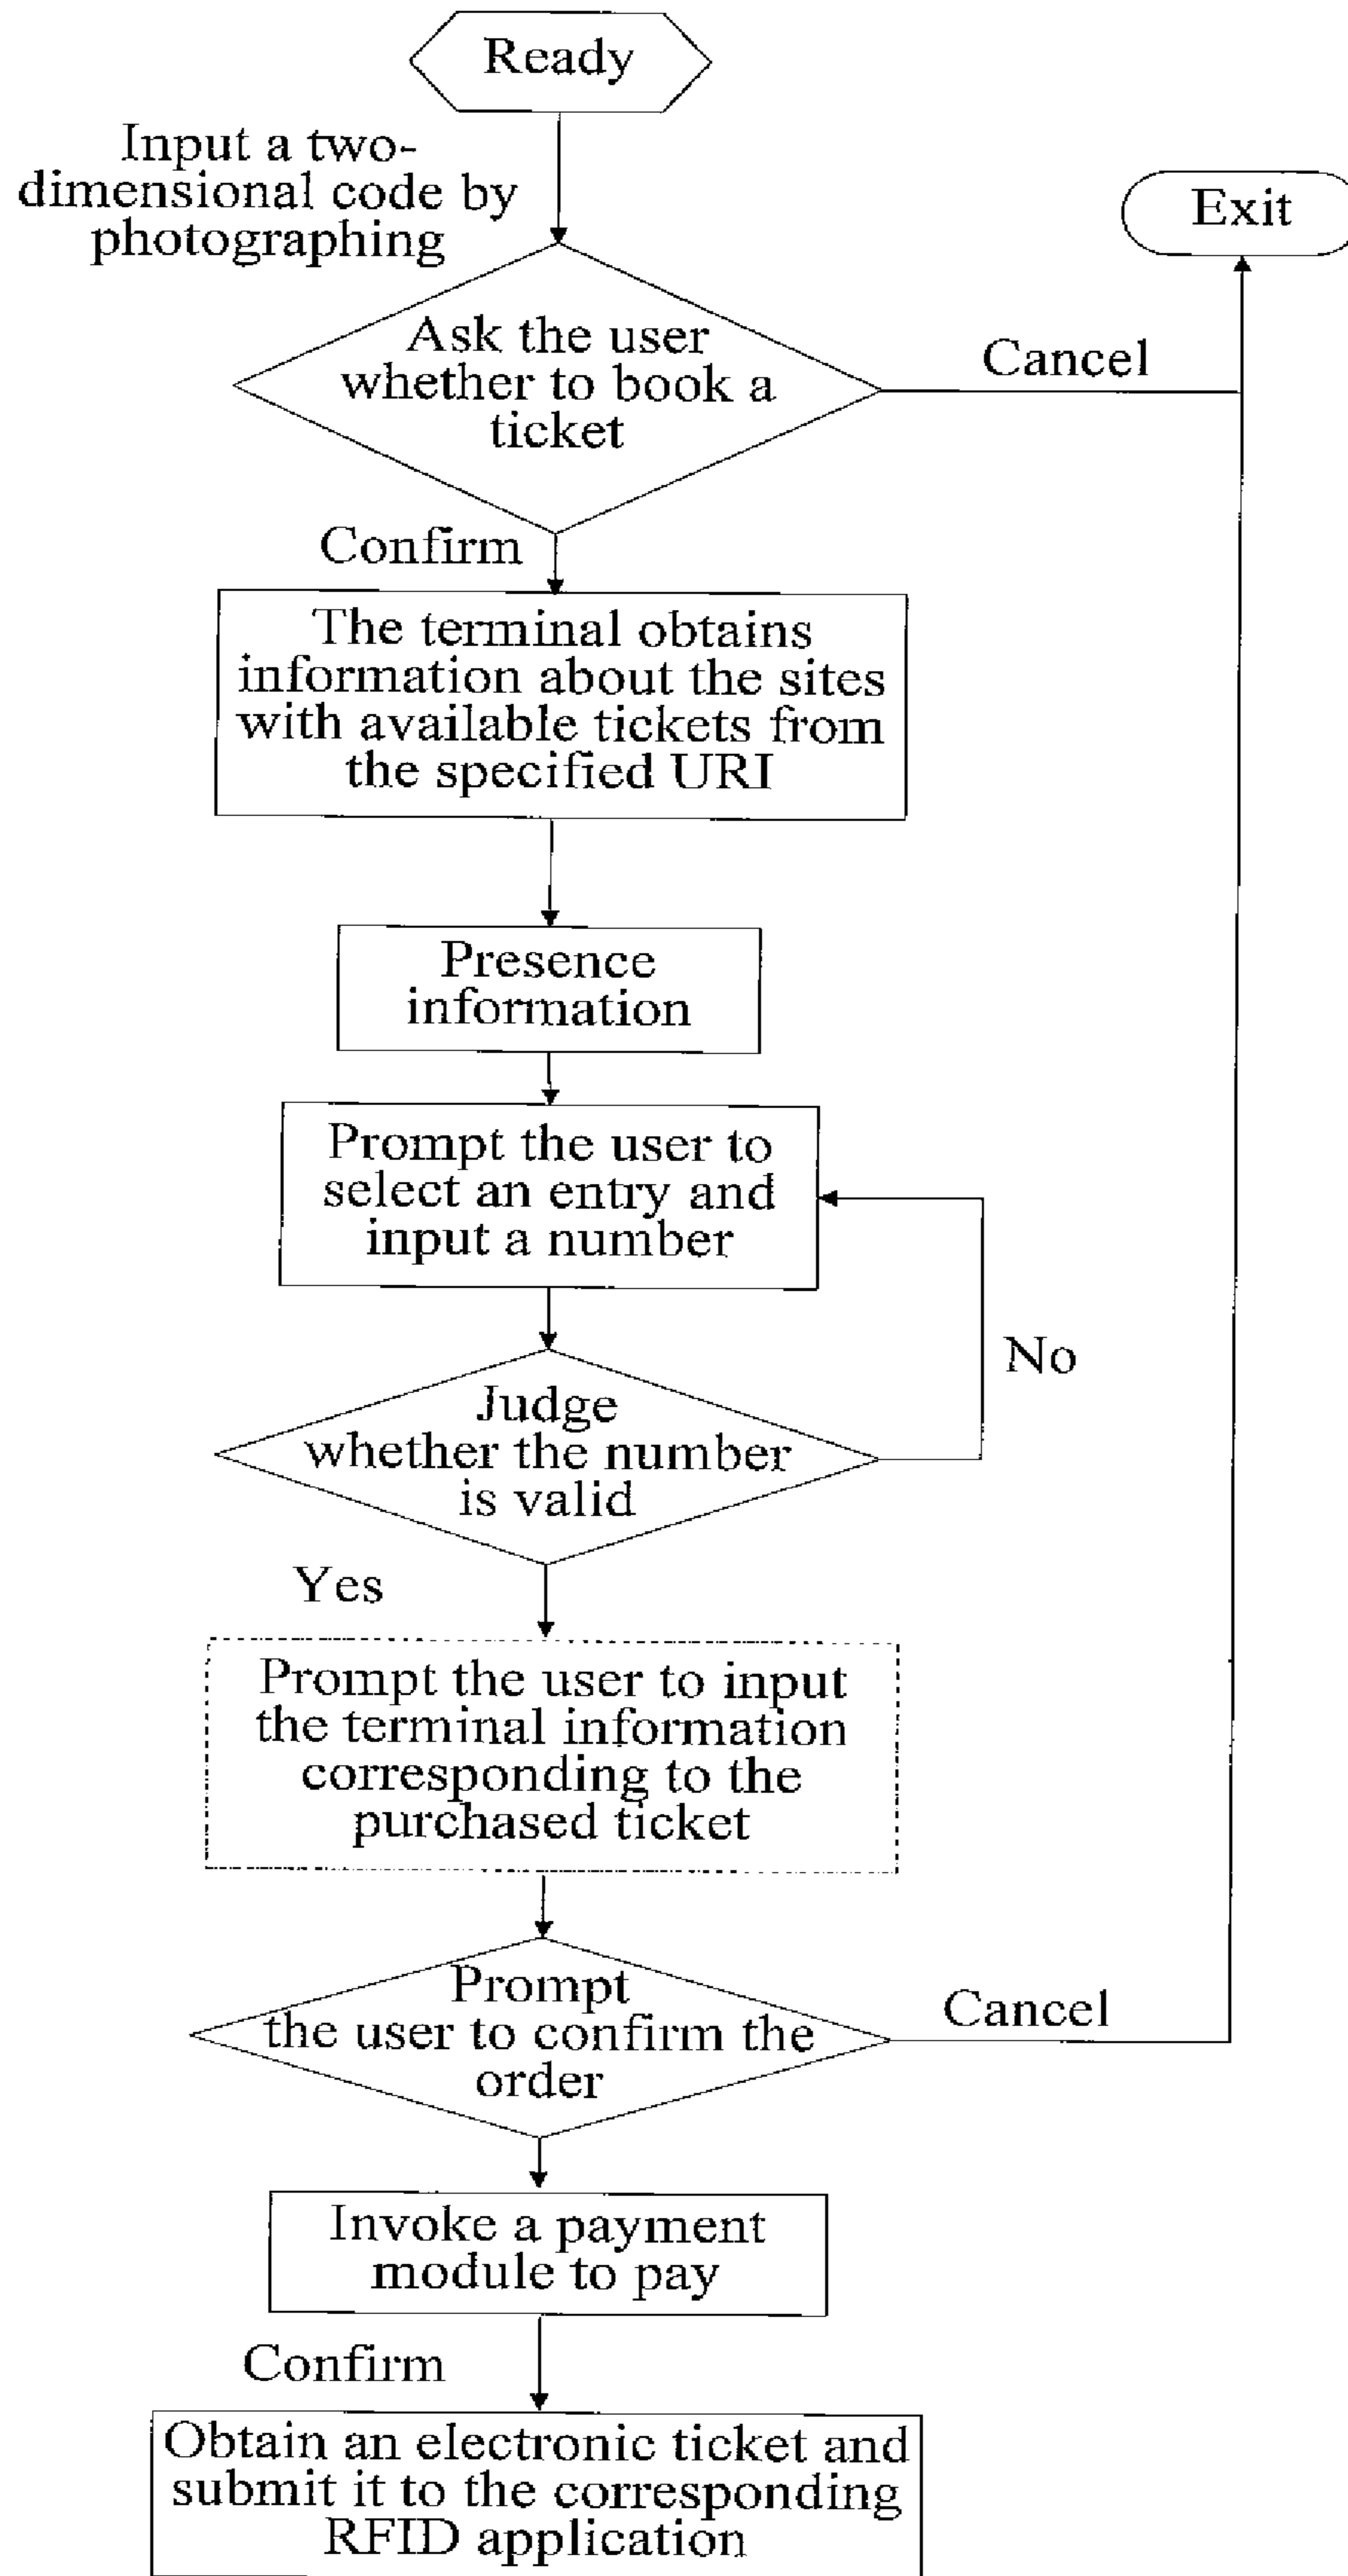 Ready
Input a two-
dimensional code by
photographing
Exit
Ask the user
whether to book a
ticket
Cancel
Confirm
The terminal obtains
information about the sites
with available tickets from
the specified URI
Presence
information
Prompt the user to
select an entry and
input a number
No
Judge
whether the number
is valid
Yes
Prompt the user to input
the terminal information
corresponding to the
purchased ticket
Prompt
the user to confirm the
order
Cancel
Invoke a payment
module to pay
Confirm
Obtain an electronic ticket and
submit it to the corresponding
RFID application